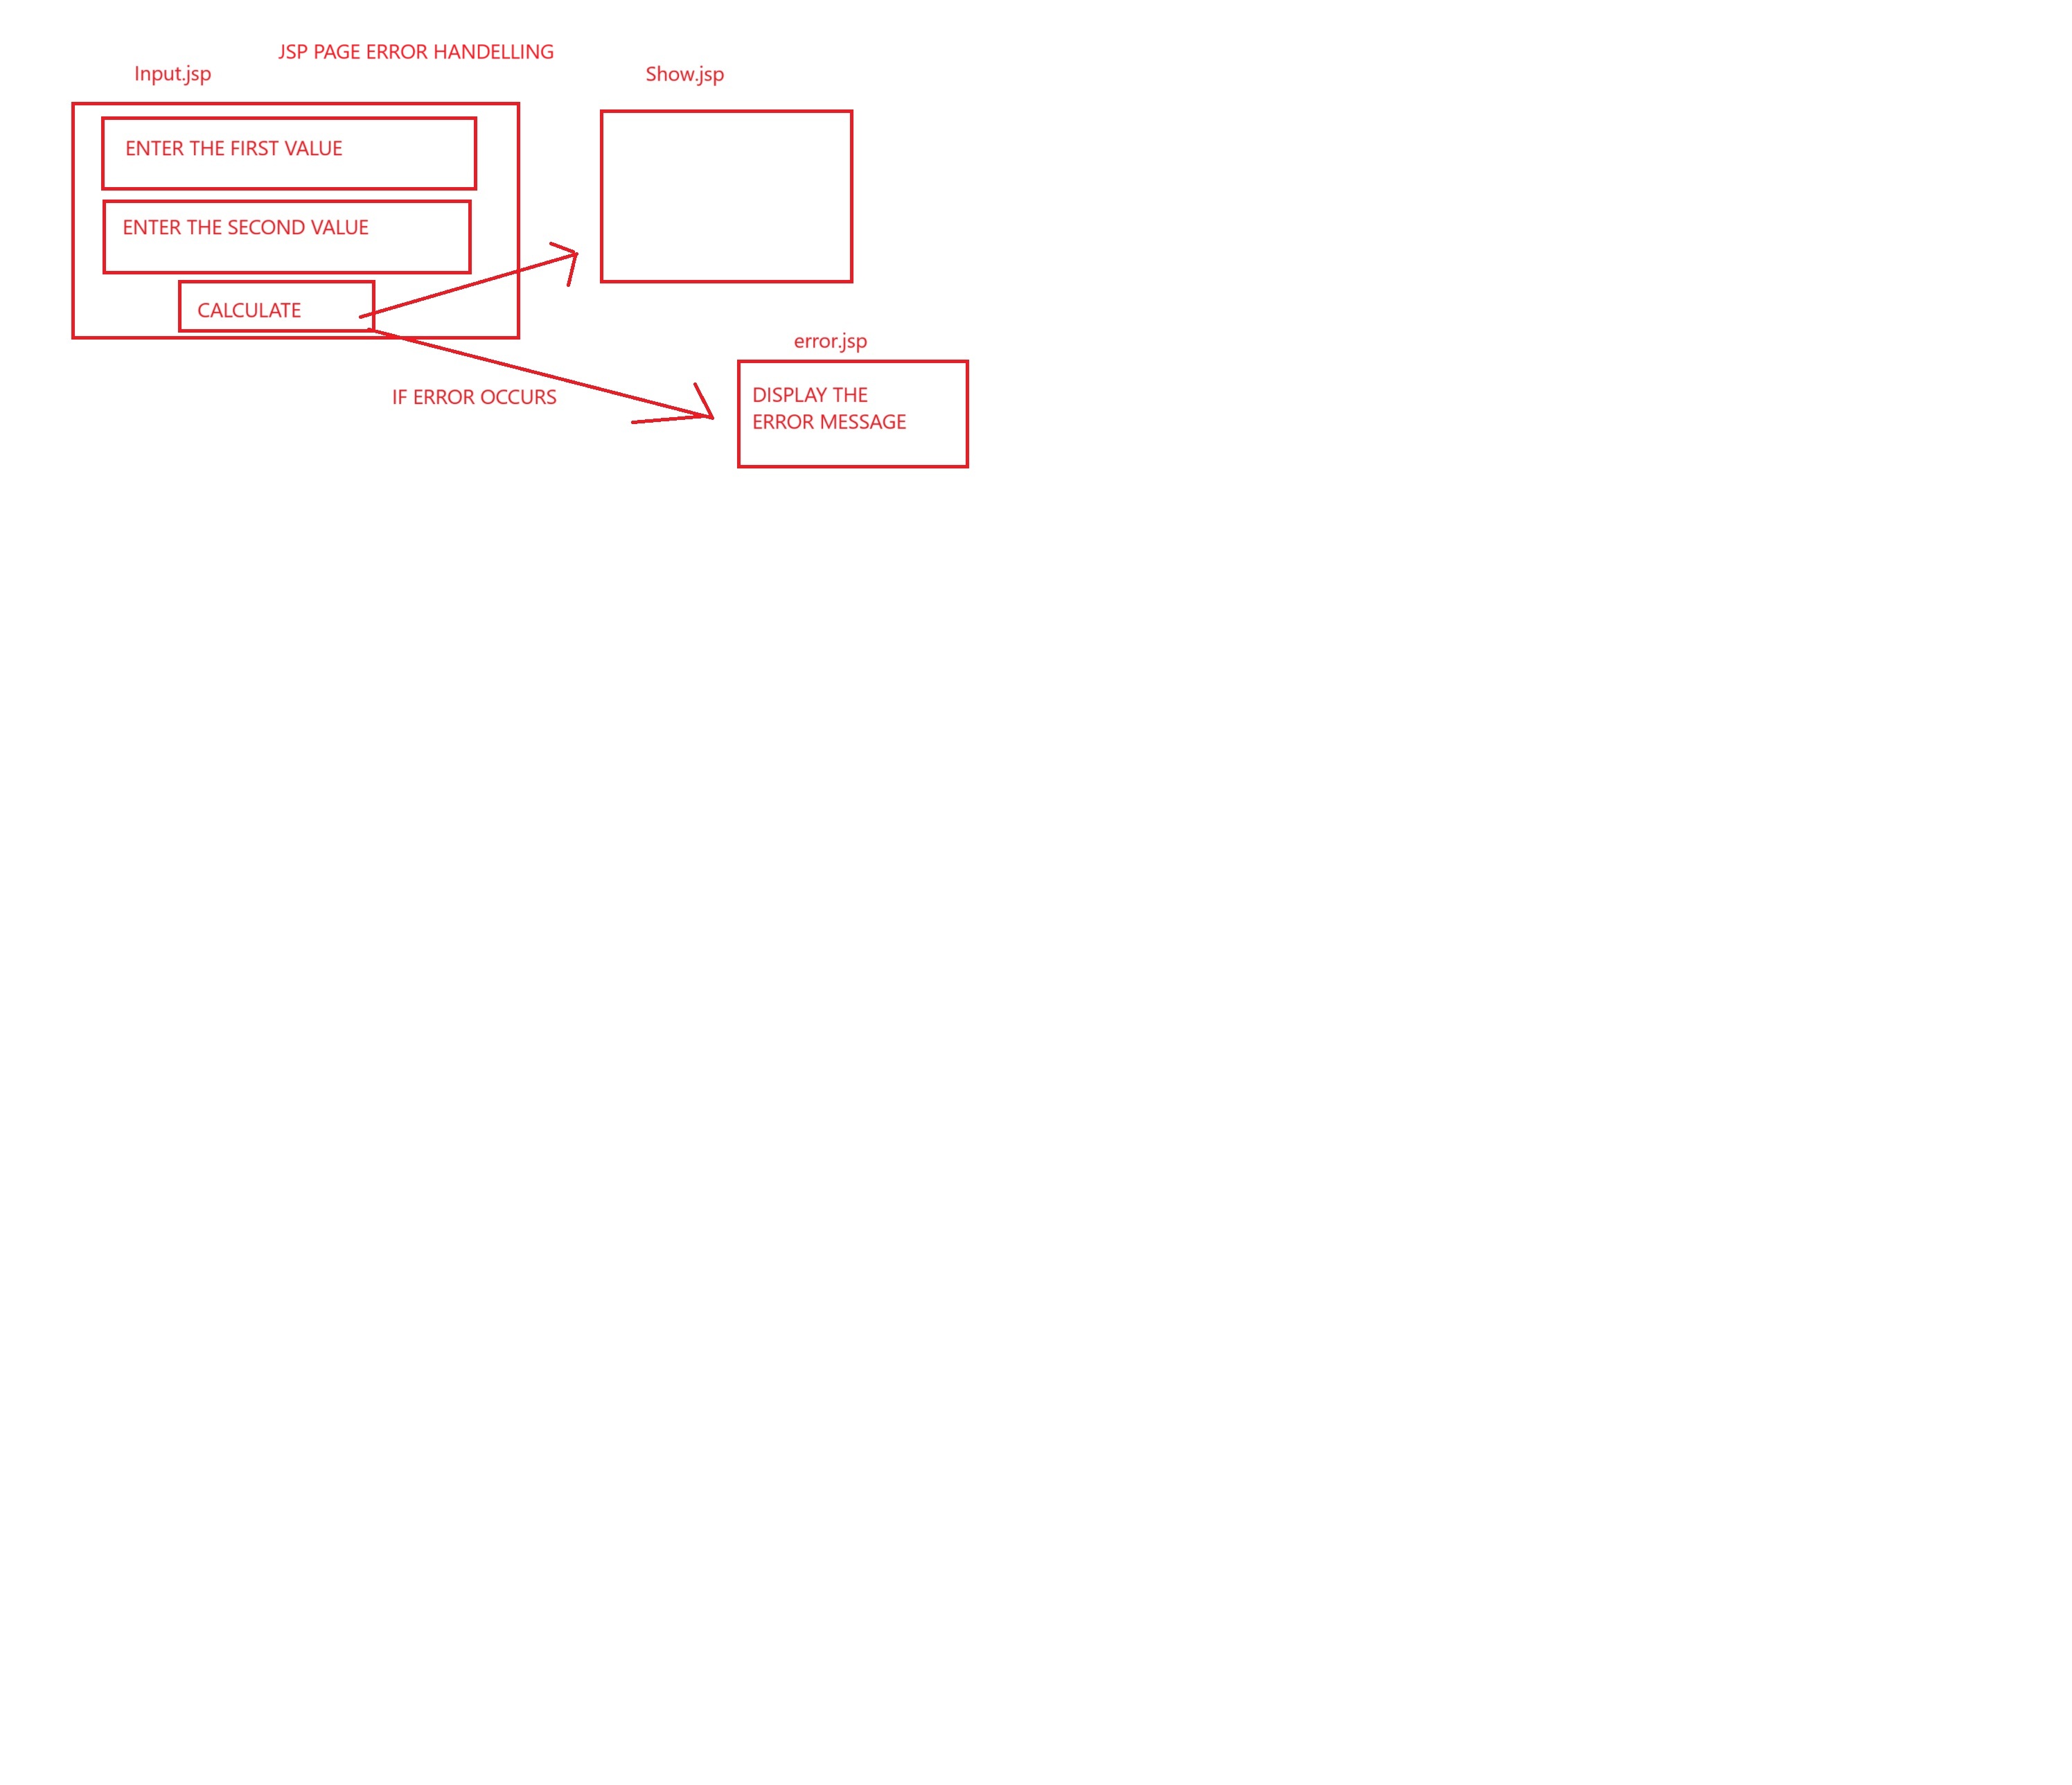 JSP PAGE ERROR HANDELLING
Input.jsp
Show.jsp
ENTER THE FIRST VALUE
ENTER THE SECOND VALUE
CALCULATE
error.jsp
IF ERROR OCCURS
DISPLAY THE
ERROR MESSAGE